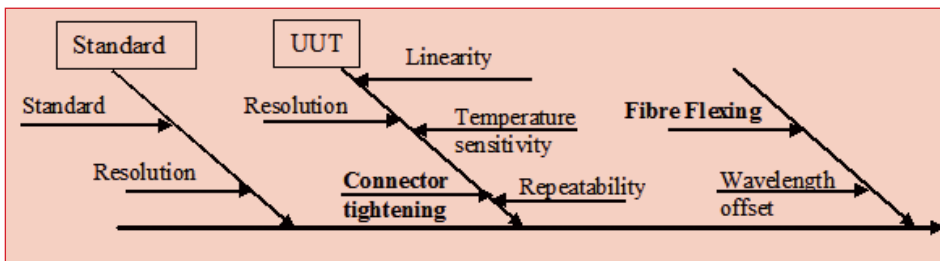 Standard
UUT
Linearity
Standard
Resolution
Temperature
sensitivity
Fibre Flexing
Resolution
Connector
tightening
Repeatability
Wavelength
offset